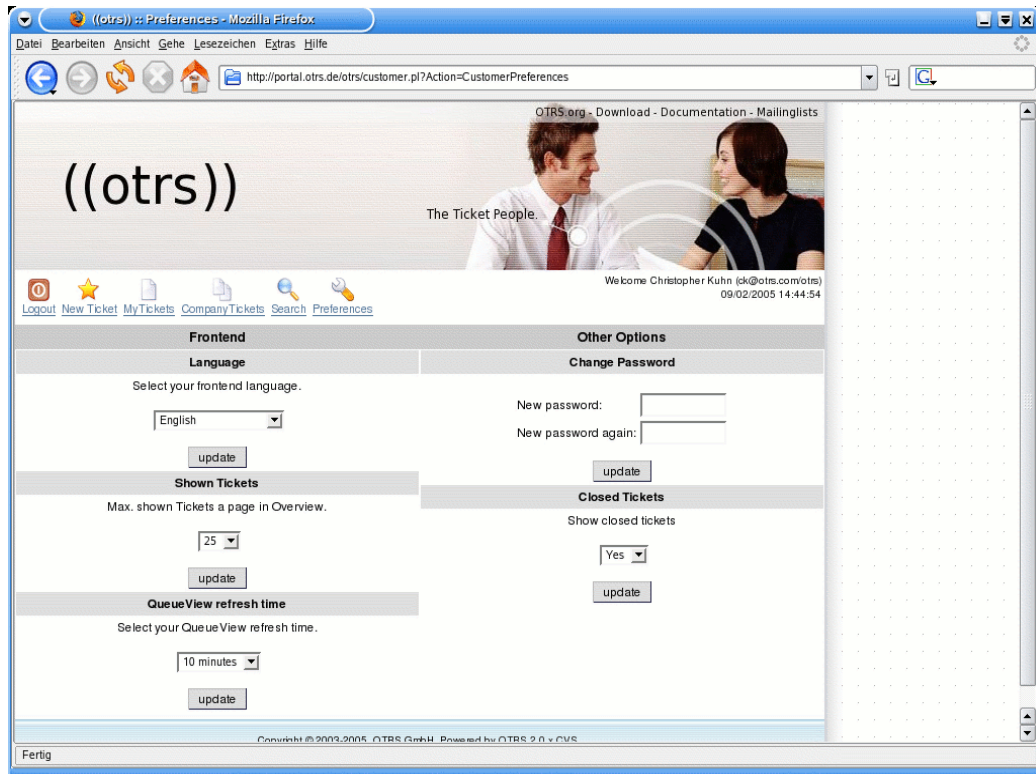 ((otrs)) :: Preferences - Mozilla Firefox
Datei Bearbeiten Ansicht Gehe Lesezeichen Extras Hilfe
http://portal.otrs.de/otrs/customer.pl?Action=CustomerPreferences
G
OTRS.org - Download - Documentation - Mailinglists
((otrs))
The Ticket People.
Welcome Christopher Kuhn (ck@otrs.com/otrs)
09/02/2005 14:44:54
Logout New Ticket MyTickets CompanyTickets Search Preferences
Frontend
Language
Select your frontend language.
English
update
Shown Tickets
Max. shown Tickets a page in Overview.
25
update
QueueView refresh time
Select your QueueView refresh time.
10 minutes
update
Other Options
Change Password
New password:
New password again:
update
Closed Tickets
Show closed tickets
Yes
update
Copyright © 2003-2005, OTRS GmbH, Powered by OTRS 2.0.x CVS
Fertig